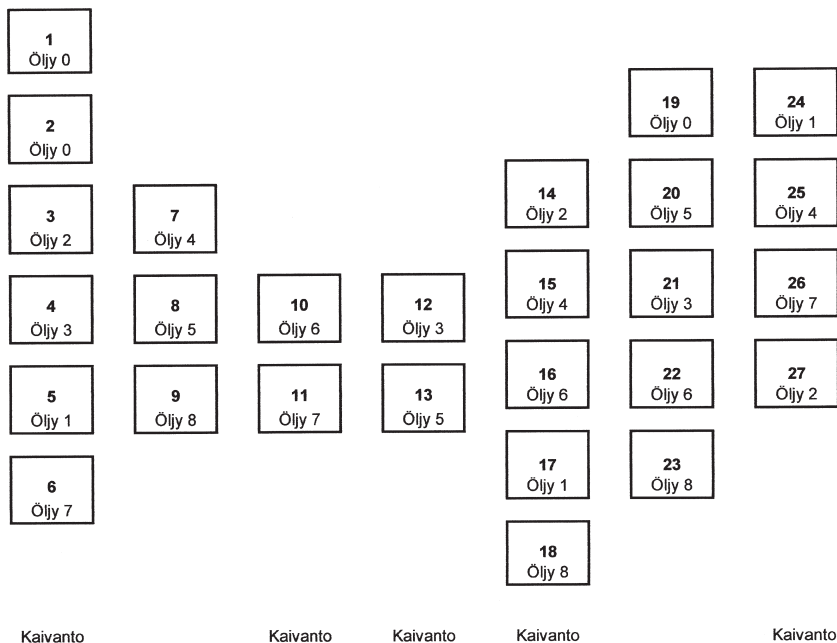 1
Öljy 0
2
Öljy 0
3
Öljy 2
4
Öljy 3
5
Öljy 1
6
Öljy 7
7
Öljy 4
8
Öljy 5
9
Öljy 8
10
Öljy 6
11
Öljy 7
12
Öljy 3
13
Öljy 5
14
Öljy 2
15
Öljy 4
16
Öljy 6
17
Öljy 1
18
Öljy 8
19
Öljy 0
20
Öljy 5
21
Öljy 3
22
Öljy 6
23
Öljy 8
24
Öljy 1
25
Öljy 4
26
Öljy 7
27
Öljy 2
Kaivanto Kaivanto Kaivanto Kaivanto Kaivanto